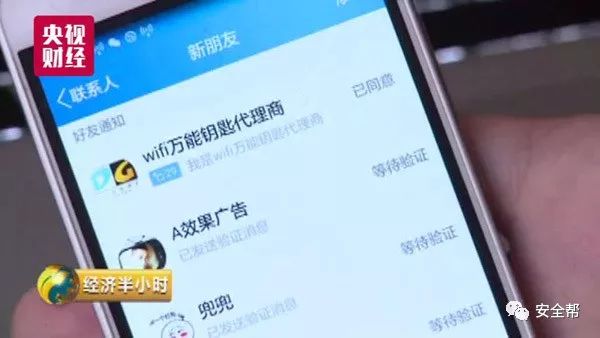 央视
财经
新朋友
联系人
好友通知
wifi万能钥匙代理商
已同意
我是wifi万能钥匙代理商
等待验证
A效果广告
已发送验证消息
等待验证
兜兜
已发送验证消息
等待验证
经济半小时
安全帮